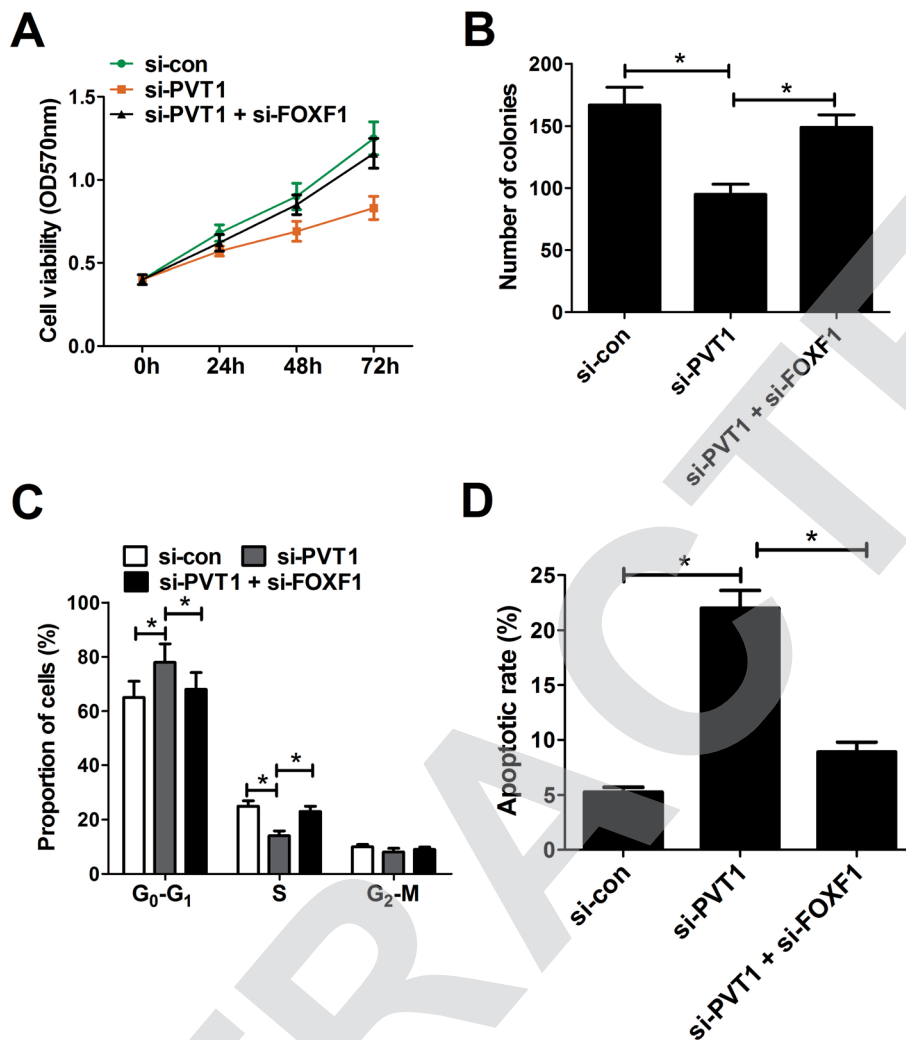 A
si-con
si-PVT1
si-PVT1 + si-FOXF1
Cell viability (OD570nm)
1.5
1.0
0.5
0.0
0h 24h 48h 72h
B
Number of colonies
200
150
100
50
0
* *
si-con si-PVT1 si-PVT1 + si-FOXF1
C
si-con si-PVT1
si-PVT1 + si-FOXF1
Proportion of cells (%)
100
80
60
40
20
0
* *
* *
G₀-G₁ S G₂-M
D
Apoptotic rate (%)
25
20
15
10
5
0
* *
si-con si-PVT1 si-PVT1 + si-FOXF1